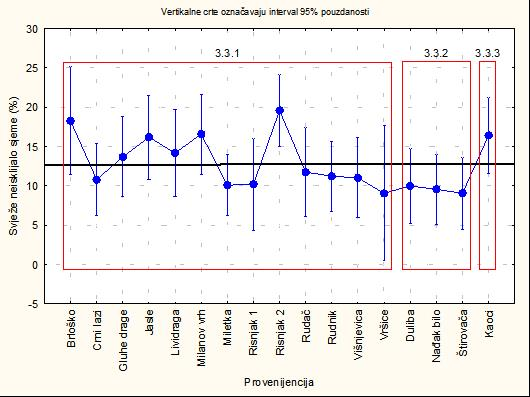 Vertikalne crte označavaju interval 95% pouzdanosti
3.3.1 3.3.2 3.3.3
Svježe neisklijalo sjeme (%)
30
25
20
15
10
5
0
-5
Brloško
Crni lazi
Gluhe drage
Jasle
Lividraga
Milanov vrh
Miletka
Risnjak 1
Risnjak 2
Rudač
Rudnik
Višnjevica
Vršice
Duliba
Nadžak bilo
Štirovača
Kaoci
Provenijencija